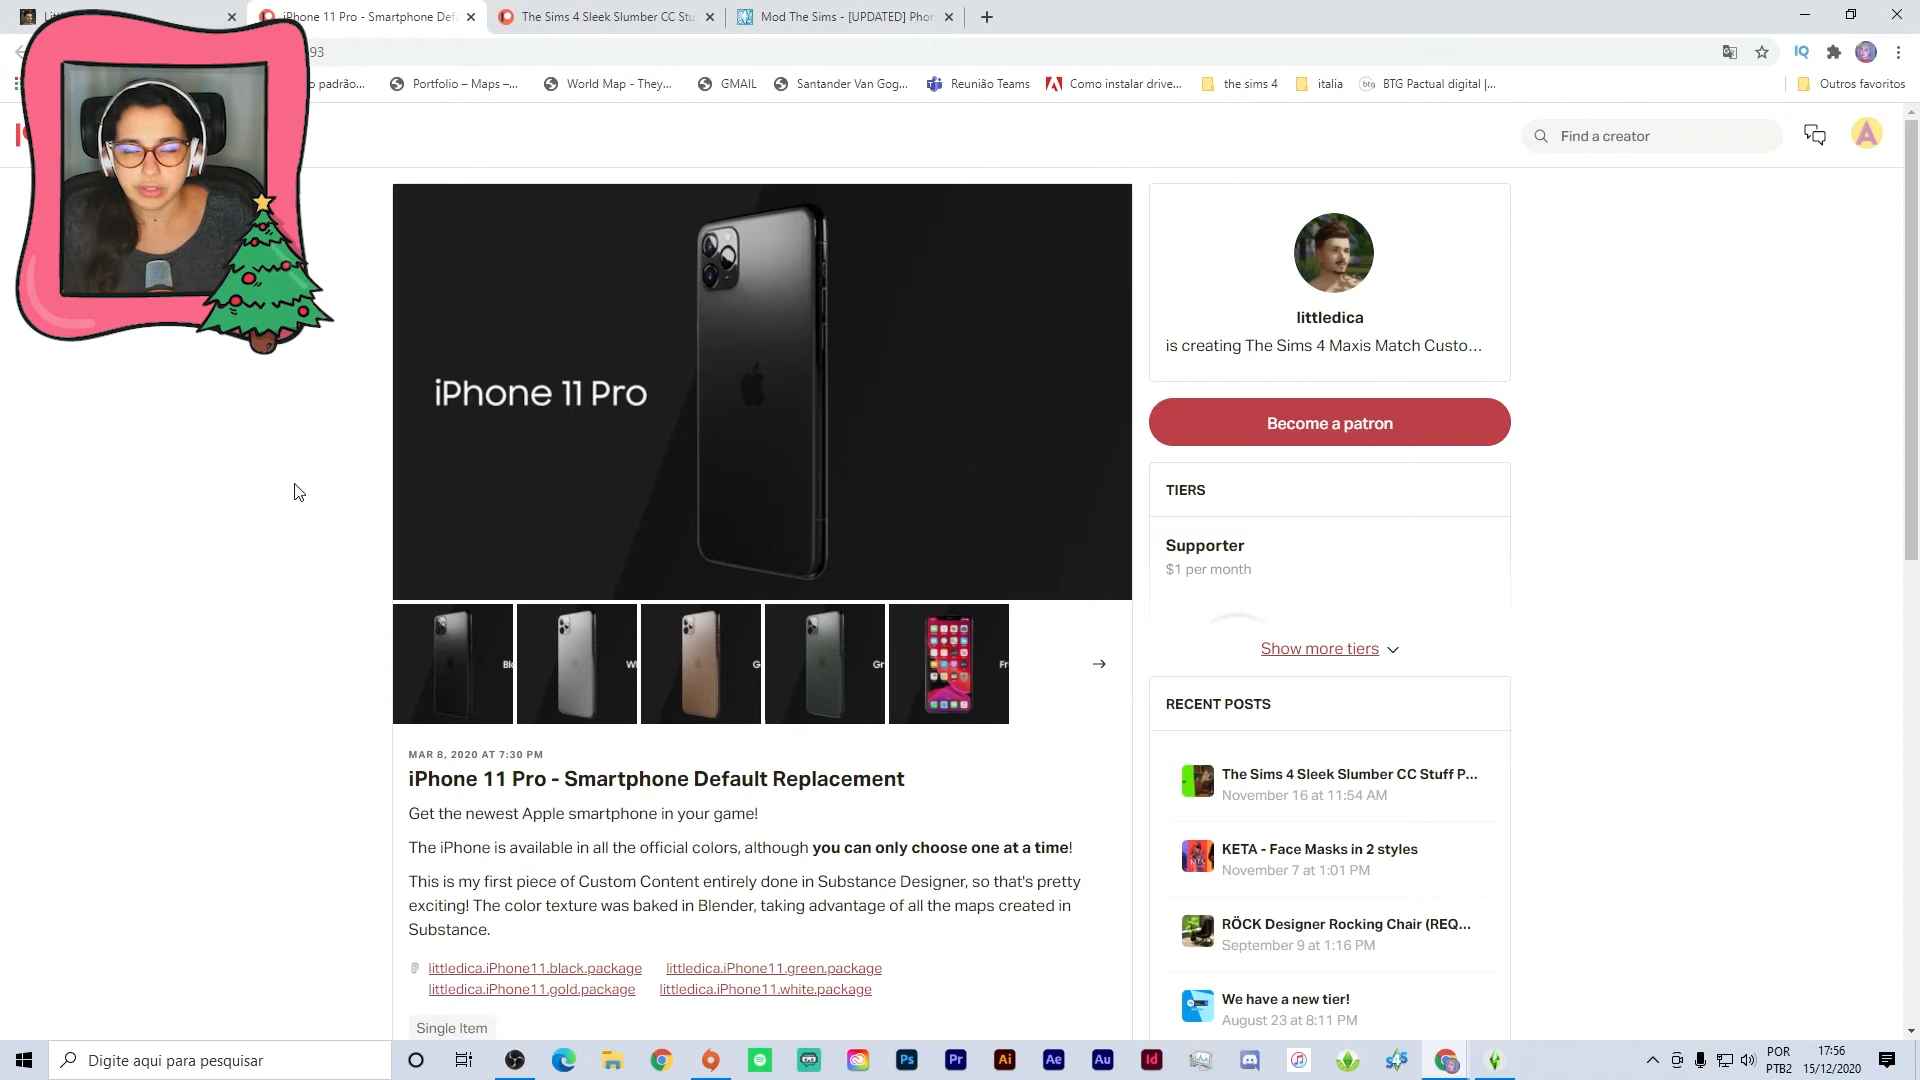 iPhone 11 Pro - Smartphone Def
The Sims 4 Sleek Slumber CC Stu
Mod The Sims - [UPDATED] Phon
93
o padrão...
Portfolio – Maps –...
World Map - They...
GMAIL
Santander Van Gog...
Reunião Teams
Como instalar drive...
the sims 4
italia
btg
BTG Pactual digital |...
Outros favoritos
Find a creator
A
iPhone 11 Pro
Bl
W
G
Gr
Fr
MAR 8, 2020 AT 7:30 PM
iPhone 11 Pro - Smartphone Default Replacement
Get the newest Apple smartphone in your game!
The iPhone is available in all the official colors, although you can only choose one at a time!
This is my first piece of Custom Content entirely done in Substance Designer, so that's pretty
exciting! The color texture was baked in Blender, taking advantage of all the maps created in
Substance.
littledica.iPhone11.black.package littledica.iPhone11.green.package
littledica.iPhone11.gold.package littledica.iPhone11.white.package
Single Item
littledica
is creating The Sims 4 Maxis Match Custo...
Become a patron
TIERS
Supporter
$1 per month
Show more tiers
RECENT POSTS
The Sims 4 Sleek Slumber CC Stuff P...
November 16 at 11:54 AM
KETA - Face Masks in 2 styles
November 7 at 1:01 PM
RÖCK Designer Rocking Chair (REQ...
September 9 at 1:16 PM
We have a new tier!
August 23 at 8:11 PM
Digite aqui para pesquisar
Ps
Pr
Ai
Ae
Au
Id
S4S
POR
PTB2
17:56
15/12/2020